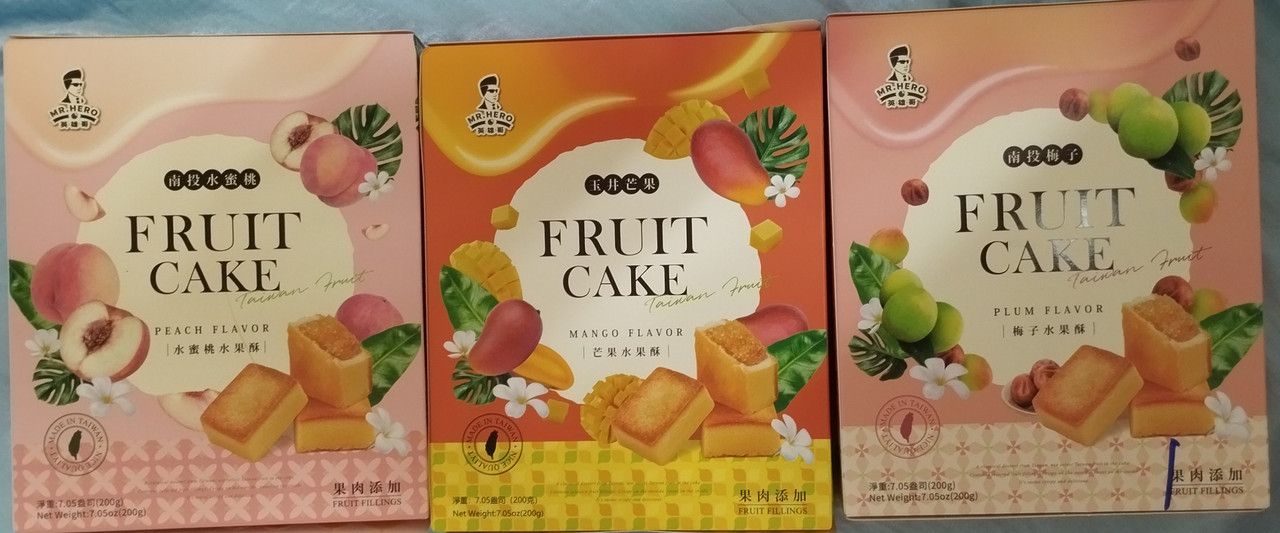 MR.HERO
英雄哥
南投水蜜桃
FRUIT
CAKE
Taiwan Fruit
PEACH FLAVOR
水蜜桃水果酥
MADE IN TAIWAN
NICE QUALITY
淨重:7.05盎司(200g)
Net Weight:7.05oz(200g)
果肉添加
FRUIT FILLINGS
MR.HERO
英雄哥
玉井芒果
FRUIT
CAKE
Taiwan Fruit
MANGO FLAVOR
芒果水果酥
MADE IN TAIWAN
NICE QUALITY
淨重: 7.05盎司 (200克)
Net Weight:7.05oz(200g)
果肉添加
FRUIT FILLINGS
MR.HERO
英雄哥
南投梅子
FRUIT
CAKE
Taiwan Fruit
PLUM FLAVOR
梅子水果酥
MADE IN TAIWAN
NICE QUALITY
淨重:7.05盎司(200g)
Net Weight:7.05oz(200g)
果肉添加
FRUIT FILLINGS